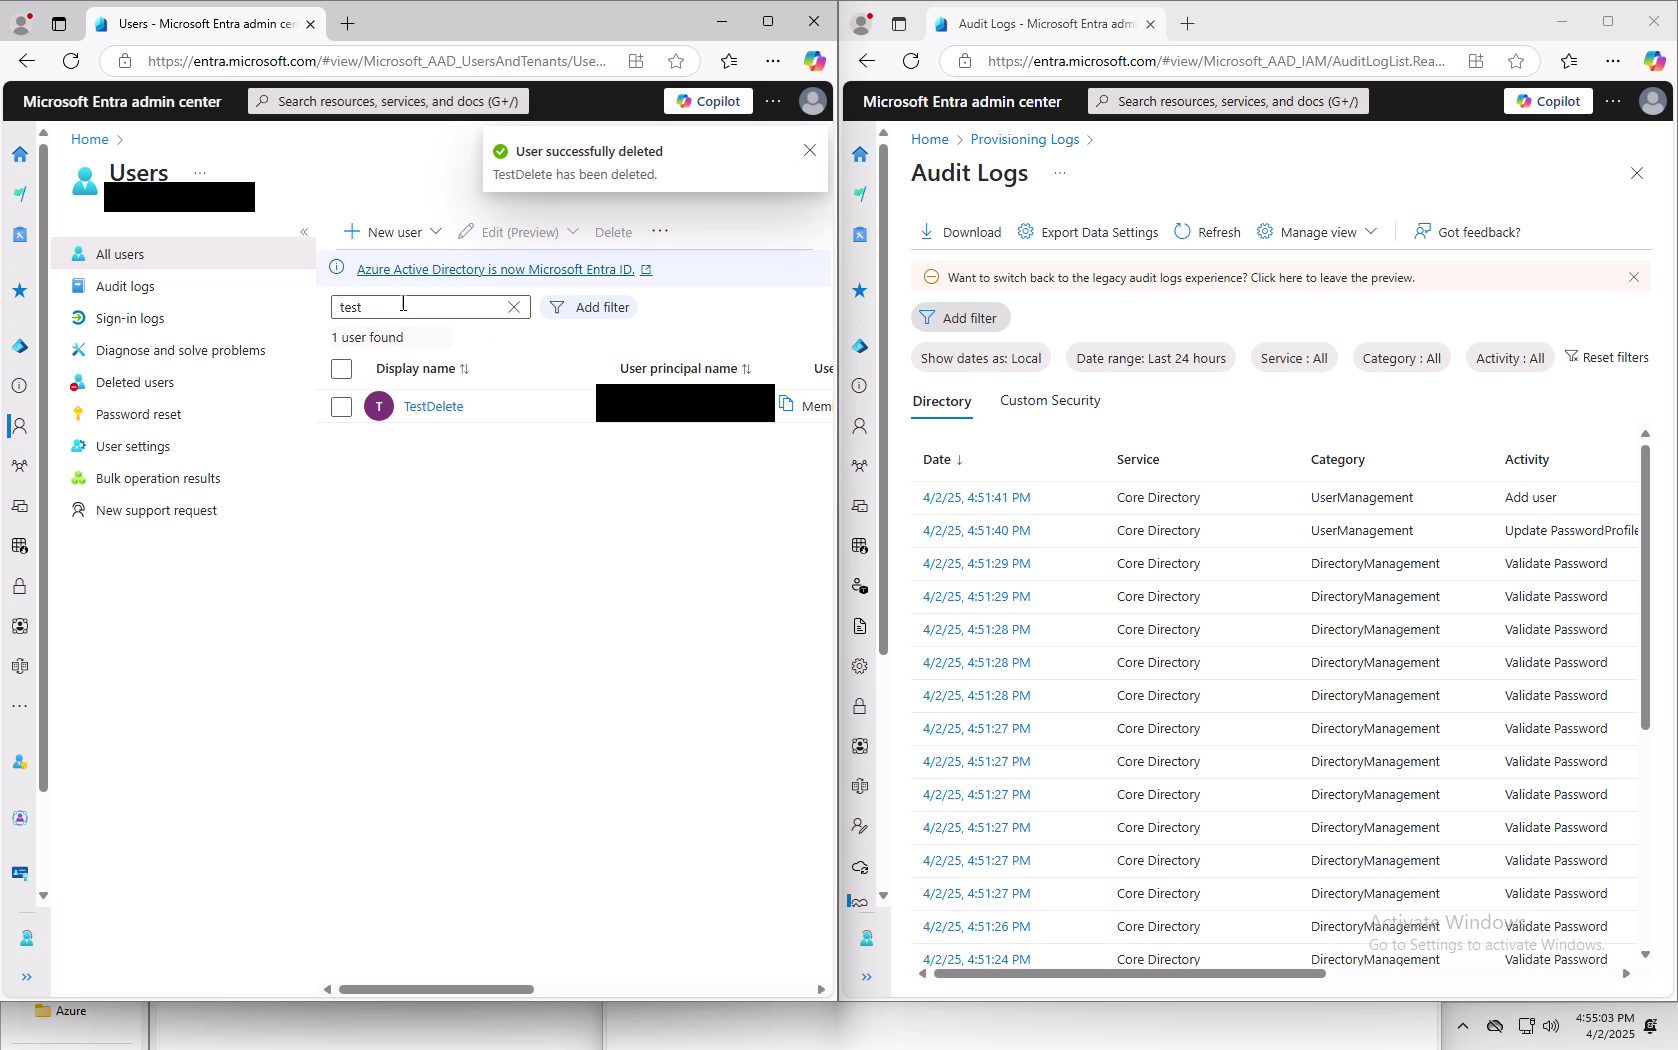 Users - Microsoft Entra admin cen
https://entra.microsoft.com/#view/Microsoft_AAD_UsersAndTenants/Use...
Microsoft Entra admin center
Search resources, services, and docs (G+/)
Copilot
Home
User successfully deleted
TestDelete has been deleted.
Users
New user
Edit (Preview)
Delete
All users
Audit logs
Sign-in logs
Diagnose and solve problems
Deleted users
Password reset
User settings
Bulk operation results
New support request
Azure Active Directory is now Microsoft Entra ID.
test
Add filter
1 user found
Display name
User principal name
Use
T
TestDelete
Mem
Azure
Audit Logs - Microsoft Entra adm
https://entra.microsoft.com/#view/Microsoft_AAD_IAM/AuditLogList.Rea...
Microsoft Entra admin center
Search resources, services, and docs (G+/)
Copilot
Home > Provisioning Logs >
Audit Logs
Download
Export Data Settings
Refresh
Manage view
Got feedback?
Want to switch back to the legacy audit logs experience? Click here to leave the preview.
Add filter
Show dates as: Local
Date range: Last 24 hours
Service : All
Category : All
Activity : All
Reset filters
Directory
Custom Security
Date Service Category Activity
4/2/25, 4:51:41 PM Core Directory UserManagement Add user
4/2/25, 4:51:40 PM Core Directory UserManagement Update PasswordProfile
4/2/25, 4:51:29 PM Core Directory DirectoryManagement Validate Password
4/2/25, 4:51:29 PM Core Directory DirectoryManagement Validate Password
4/2/25, 4:51:28 PM Core Directory DirectoryManagement Validate Password
4/2/25, 4:51:28 PM Core Directory DirectoryManagement Validate Password
4/2/25, 4:51:28 PM Core Directory DirectoryManagement Validate Password
4/2/25, 4:51:27 PM Core Directory DirectoryManagement Validate Password
4/2/25, 4:51:27 PM Core Directory DirectoryManagement Validate Password
4/2/25, 4:51:27 PM Core Directory DirectoryManagement Validate Password
4/2/25, 4:51:27 PM Core Directory DirectoryManagement Validate Password
4/2/25, 4:51:27 PM Core Directory DirectoryManagement Validate Password
4/2/25, 4:51:27 PM Core Directory DirectoryManagement Validate Password
4/2/25, 4:51:26 PM Core Directory DirectoryManagement Validate Password
4/2/25, 4:51:24 PM Core Directory DirectoryManagement Validate Password
Activate Windows
Go to Settings to activate Windows.
4:55:03 PM
4/2/2025